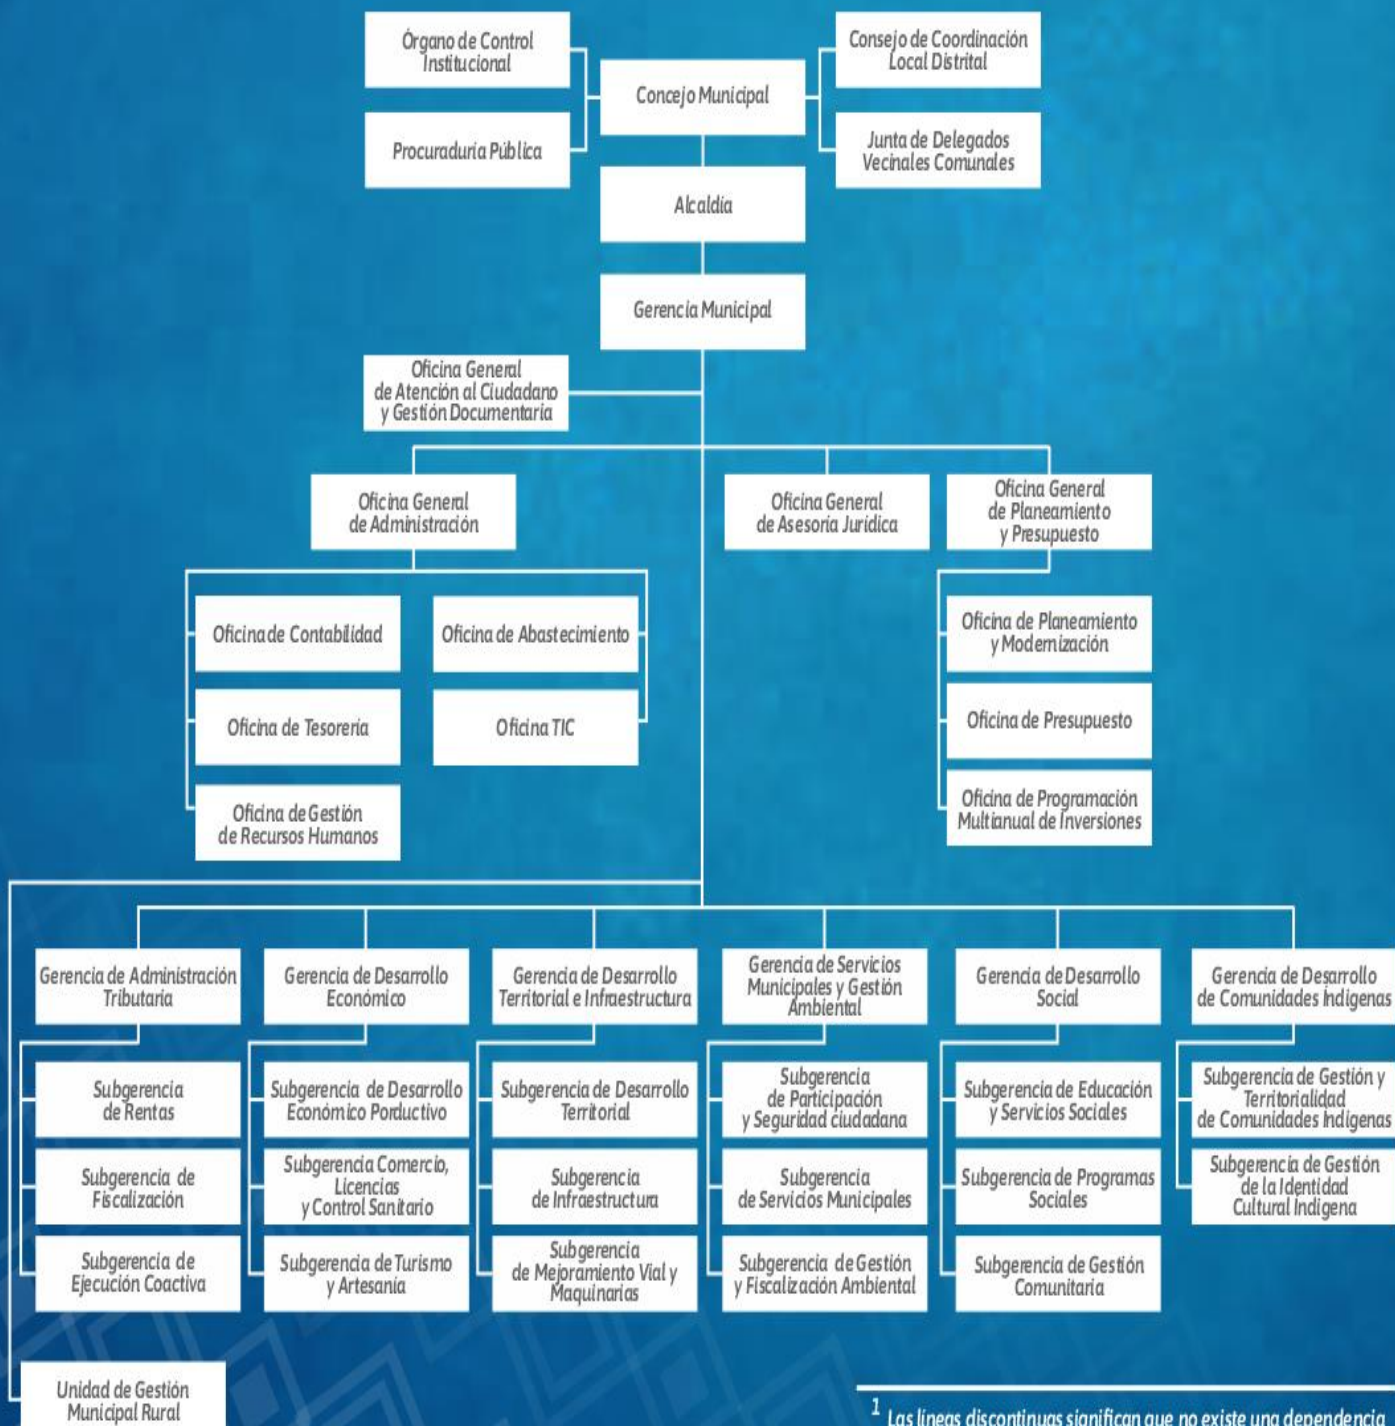 Órgano de Control
Institucional
Consejo de Coordinación
Local Distrital
Concejo Municipal
Procuraduría Pública
Junta de Delegados
Vecinales Comunales
Alcaldía
Gerencia Municipal
Oficina General
de Atención al Ciudadano
y Gestión Documentaria
Oficina General
de Administración
Oficina General
de Asesoría Jurídica
Oficina General
de Planeamiento
y Presupuesto
Oficina de Contabilidad
Oficina de Abastecimiento
Oficina de Planeamiento
y Modernización
Oficina de Tesorería
Oficina TIC
Oficina de Presupuesto
Oficina de Gestión
de Recursos Humanos
Oficina de Programación
Multianual de Inversiones
Gerencia de Administración
Tributaria
Gerencia de Desarrollo
Económico
Gerencia de Desarrollo
Territorial e Infraestructura
Gerencia de Servicios
Municipales y Gestión
Ambiental
Gerencia de Desarrollo
Social
Gerencia de Desarrollo
de Comunidades Indígenas
Subgerencia
de Rentas
Subgerencia de Desarrollo
Económico Porductivo
Subgerencia de Desarrollo
Territorial
Subgerencia
de Participación
y Seguridad ciudadana
Subgerencia de Educación
y Servicios Sociales
Subgerencia de Gestión y
Territorialidad
de Comunidades Indígenas
Subgerencia de
Fiscalización
Subgerencia Comercio,
Licencias
y Control Sanitario
Subgerencia
de Infraestructura
Subgerencia
de Servicios Municipales
Subgerencia de Programas
Sociales
Subgerencia de Gestión
de la Identidad
Cultural Indígena
Subgerencia de
Ejecución Coactiva
Subgerencia de Turismo
y Artesanía
Subgerencia
de Mejoramiento Vial y
Maquinarias
Subgerencia de Gestión
y Fiscalización Ambiental
Subgerencia de Gestión
Comunitaria
Unidad de Gestión
Municipal Rural
1 Las líneas discontinuas significan que no existe una dependencia